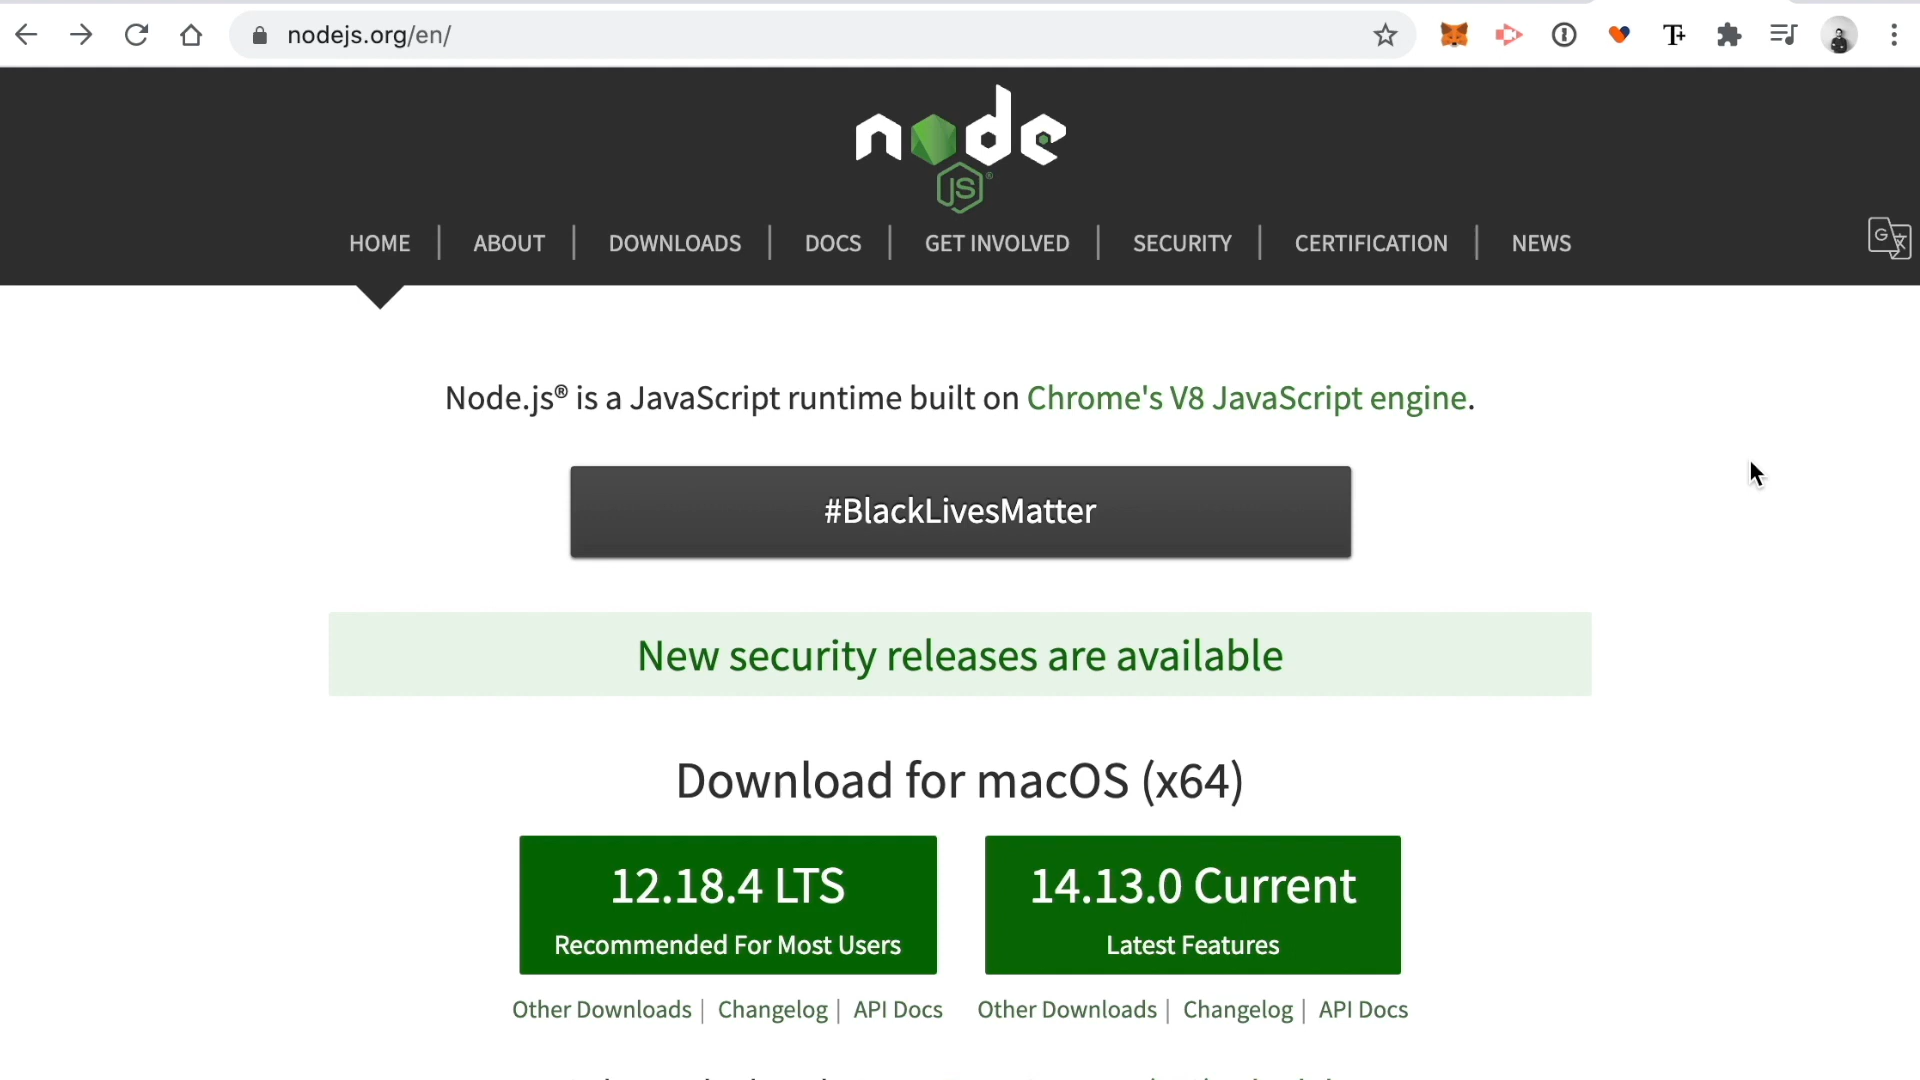 nodejs.org/en/
node
JS®
HOME | ABOUT | DOWNLOADS | DOCS | GET INVOLVED | SECURITY | CERTIFICATION | NEWS
Node.js® is a JavaScript runtime built on Chrome's V8 JavaScript engine.
#BlackLivesMatter
New security releases are available
Download for macOS (x64)
12.18.4 LTS
Recommended For Most Users
14.13.0 Current
Latest Features
Other Downloads | Changelog | API Docs
Other Downloads | Changelog | API Docs